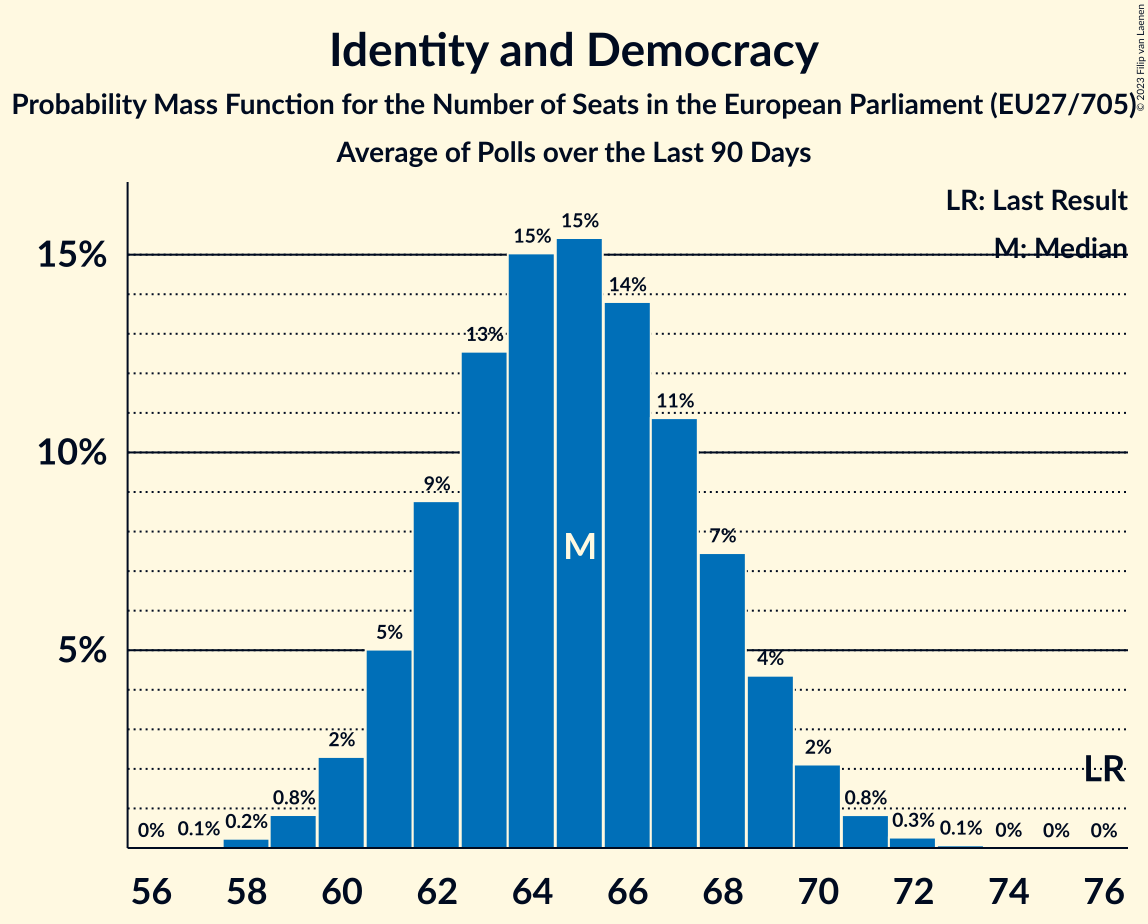 Identity and Democracy
Probability Mass Function for the Number of Seats in the European Parliament (EU27/705)
Average of Polls over the Last 90 Days
© 2023 Filip van Laenen
LR: Last Result
M: Median
15%
10%
5%
0%
0.1%
0.2%
0.8%
2%
5%
9%
13%
15%
15%
14%
11%
7%
4%
2%
0.8%
0.3%
0.1%
0%
0%
0%
M
LR
56 58 60 62 64 66 68 70 72 74 76